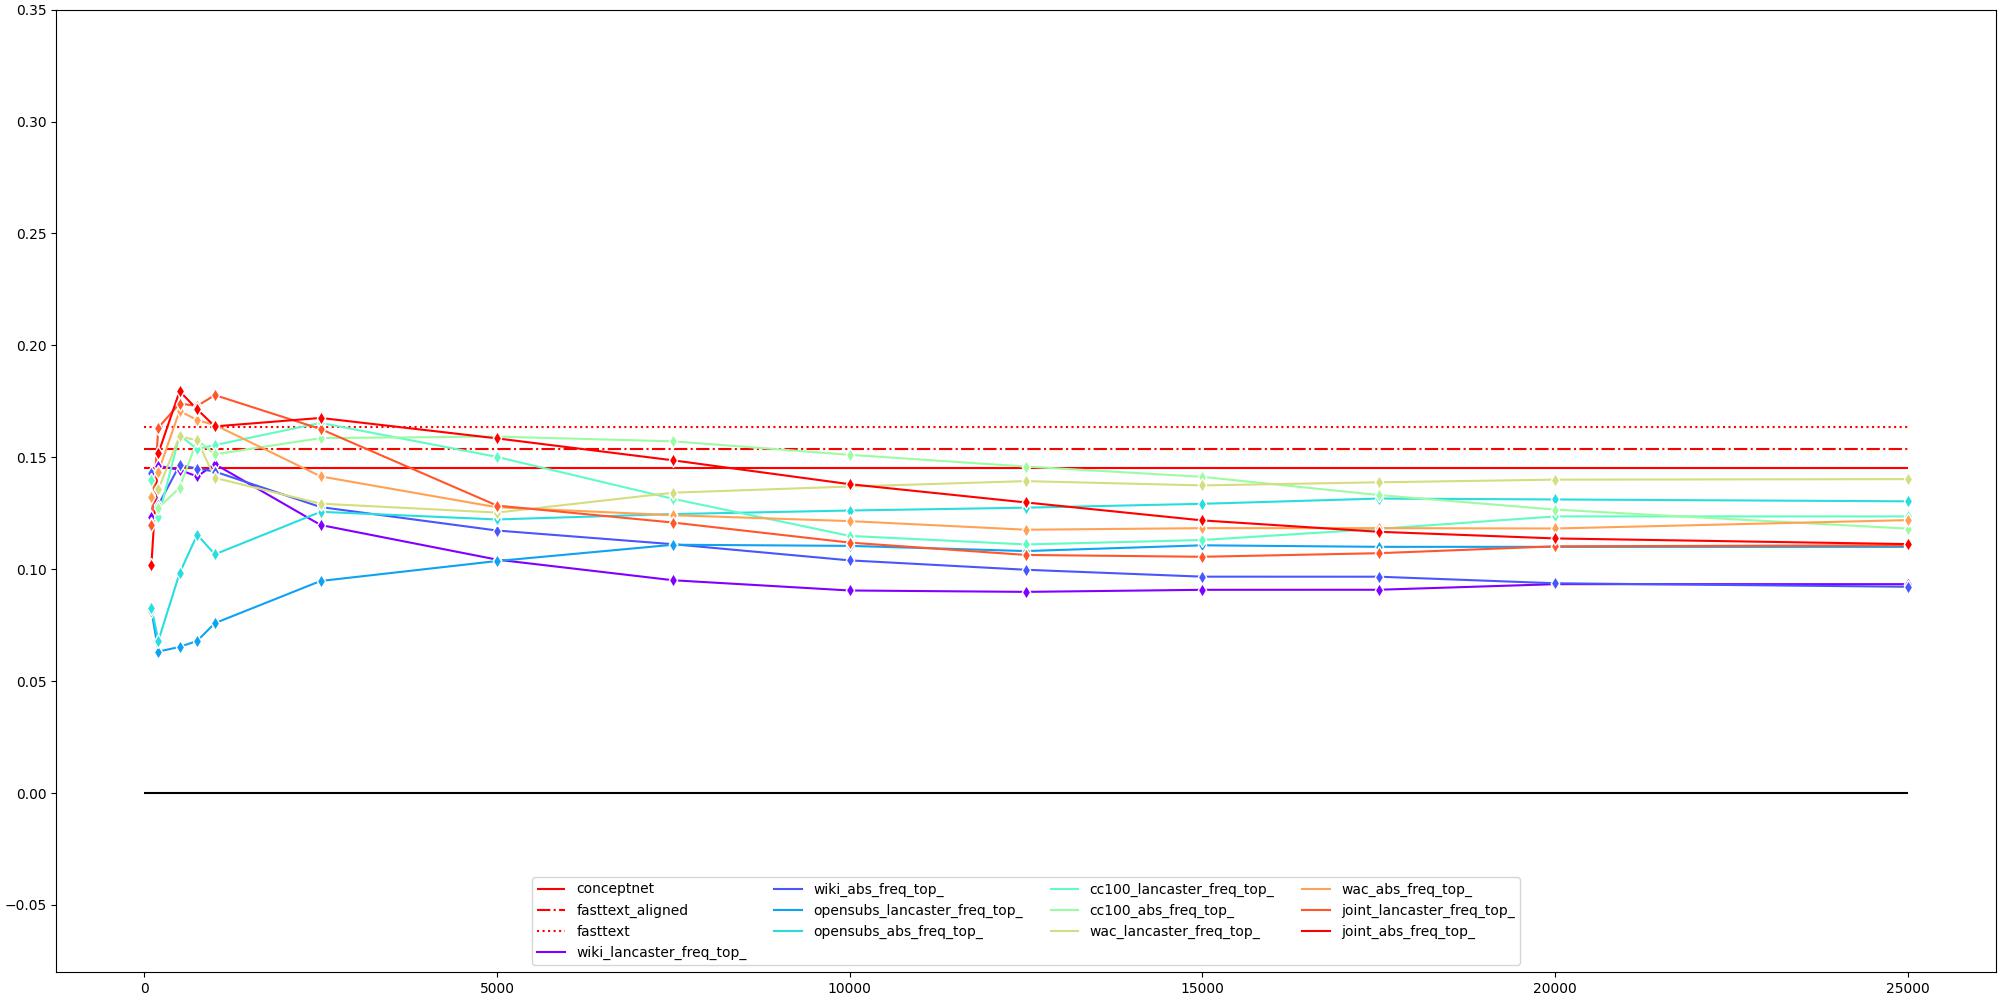 0.35
0.30
0.25
0.20
0.15
0.10
0.05
0.00
−0.05
conceptnet
fasttext_aligned
fasttext
wiki_lancaster_freq_top_
wiki_abs_freq_top_
opensubs_lancaster_freq_top_
opensubs_abs_freq_top_
cc100_lancaster_freq_top_
cc100_abs_freq_top_
wac_lancaster_freq_top_
wac_abs_freq_top_
joint_lancaster_freq_top_
joint_abs_freq_top_
0 5000 10000 15000 20000 25000